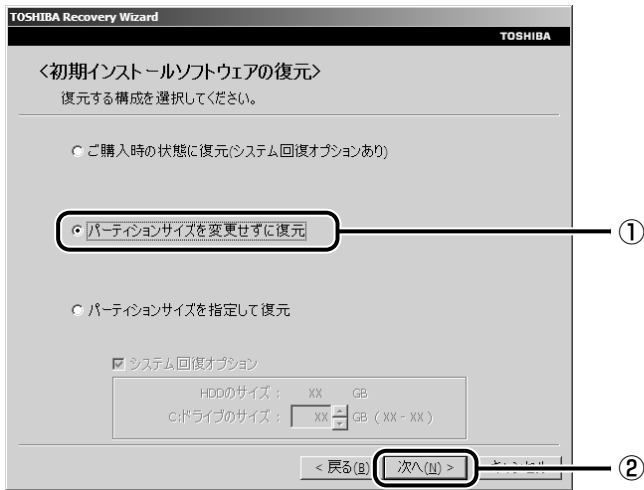 TOSHIBA Recovery Wizard
TOSHIBA
<初期インストールソフトウェアの復元>
復元する構成を選択してください。
ご購入時の状態に復元(システム回復オプションあり)
パーティションサイズを変更せずに復元
①
パーティションサイズを指定して復元
システム回復オプション
HDDのサイズ： XX GB
C:ドライブのサイズ： XX GB ( XX - XX )
< 戻る(B) 次へ(N) > ②